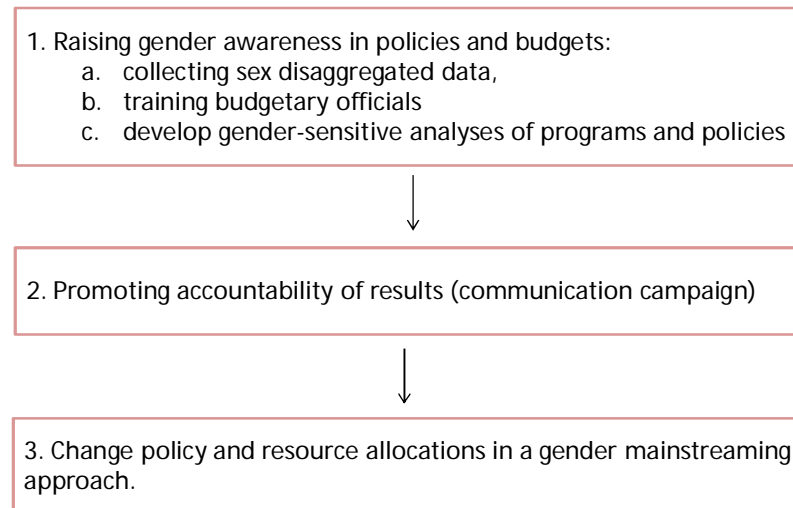 1. Raising gender awareness in policies and budgets:
a. collecting sex disaggregated data,
b. training budgetary officials
c. develop gender-sensitive analyses of programs and policies
2. Promoting accountability of results (communication campaign)
3. Change policy and resource allocations in a gender mainstreaming
approach.